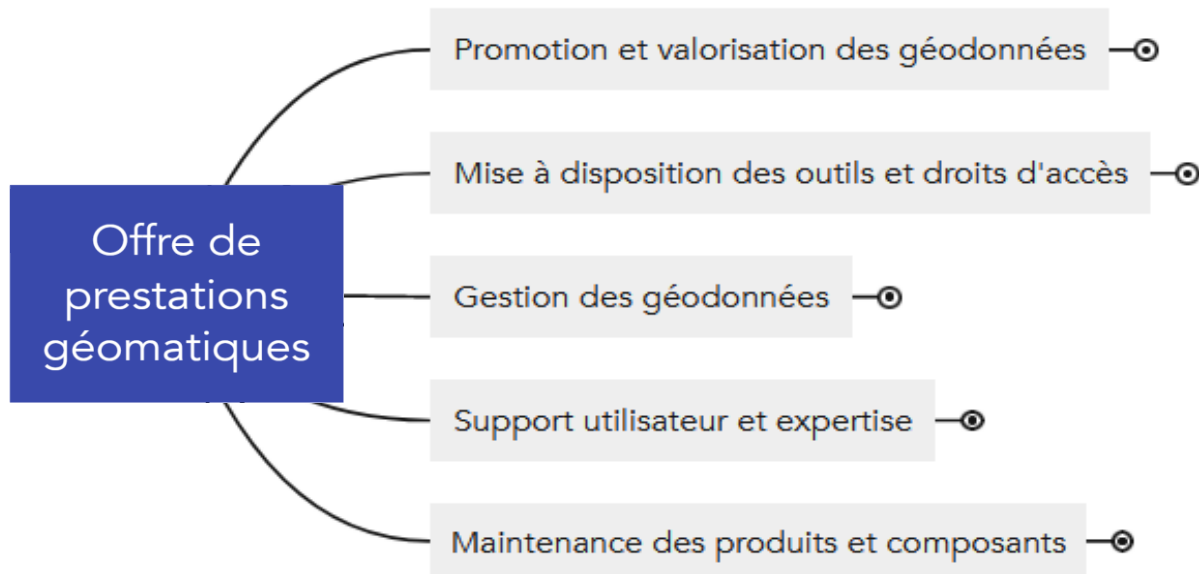 Promotion et valorisation des géodonnées
Mise à disposition des outils et droits d'accès
Offre de
prestations
géomatiques
Gestion des géodonnées
Support utilisateur et expertise
Maintenance des produits et composants